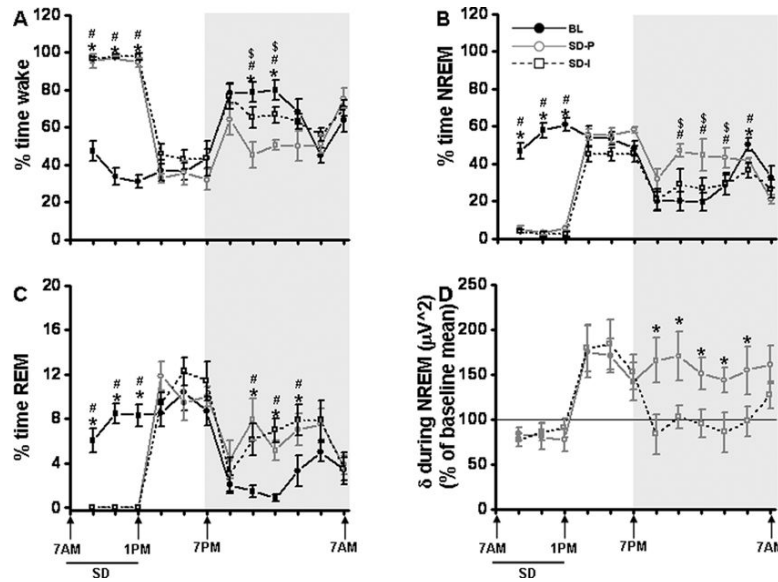 A
% time wake
120
100
80
60
40
20
0
# # #
* * *
$ $
# #
* *
B
BL
SD-P
SD-I
% time NREM
100
80
60
40
20
0
# # #
* * *
$ $ $
# # #
#
*
C
% time REM
16
12
8
4
0
# # #
* * *
# # #
* * *
7AM 1PM 7PM 7AM
SD
D
δ during NREM (µV^2)
(% of baseline mean)
250
200
150
100
50
0
* * * * *
7AM 1PM 7PM 7AM
SD